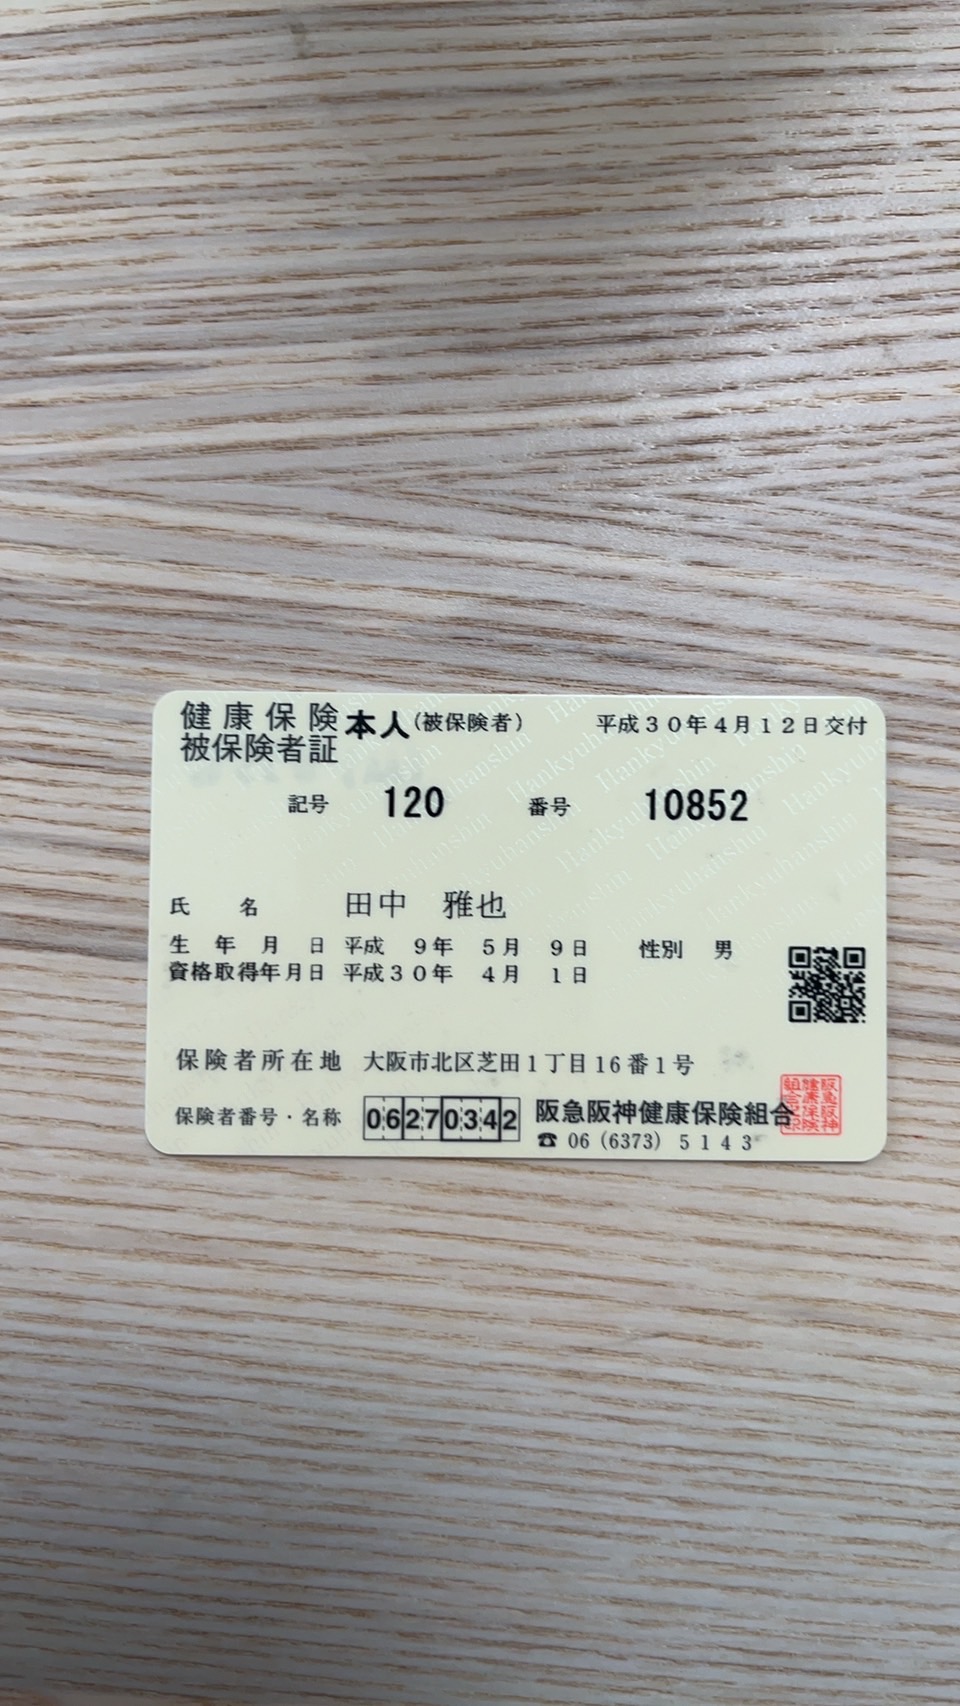 健康保険 本人(被保険者) 平成30年4月12日交付
被保険者証
記号 120 番号 10852
氏名 田中 雅也
生年月日 平成 9年 5月 9日 性別 男
資格取得年月日 平成30年 4月 1日
保険者所在地 大阪市北区芝田1丁目16番1号
保険者番号・名称 06270342 阪急阪神健康保険組合
☎ 06 (6373) 5143
Hankyuhanshin